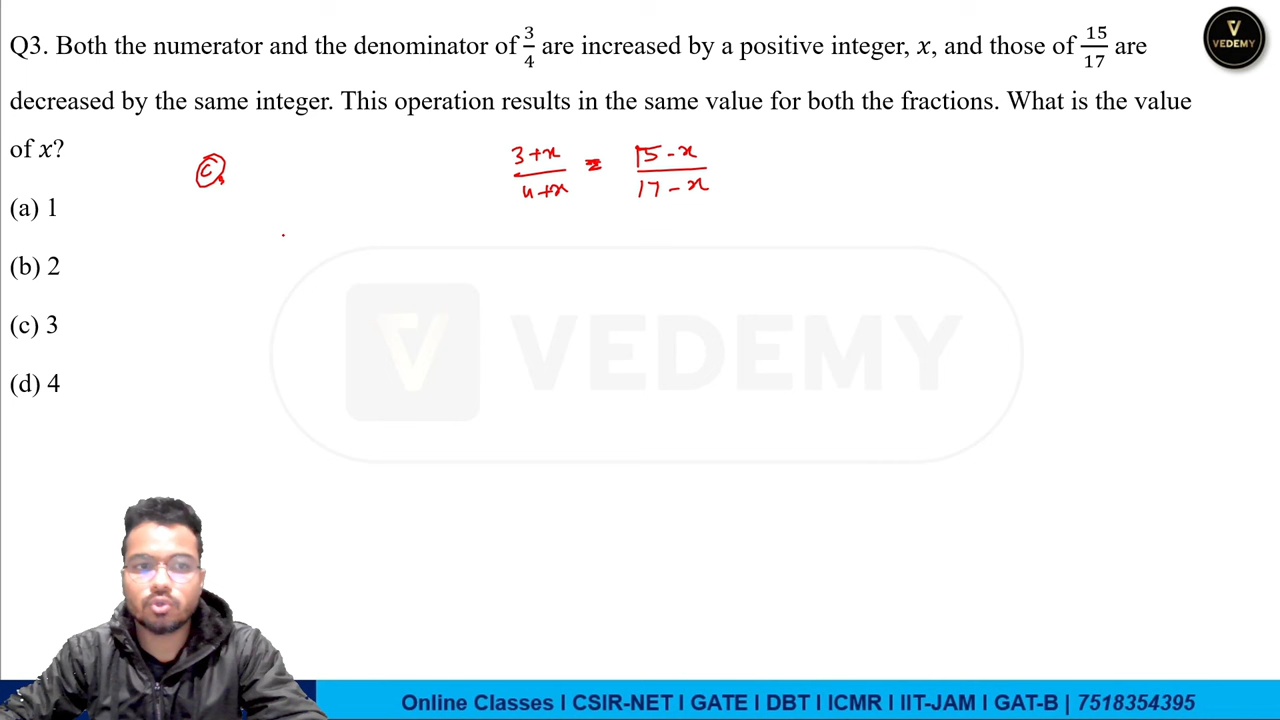 Q3. Both the numerator and the denominator of 3/4 are increased by a positive integer, x, and those of 15/17 are
decreased by the same integer. This operation results in the same value for both the fractions. What is the value
of x?
C,
3+x / 4+x = 15-x / 17-x
(a) 1
(b) 2
(c) 3
(d) 4
VEDEMY
VEDEMY
Online Classes I CSIR-NET I GATE I DBT I ICMR I IIT-JAM I GAT-B | 7518354395